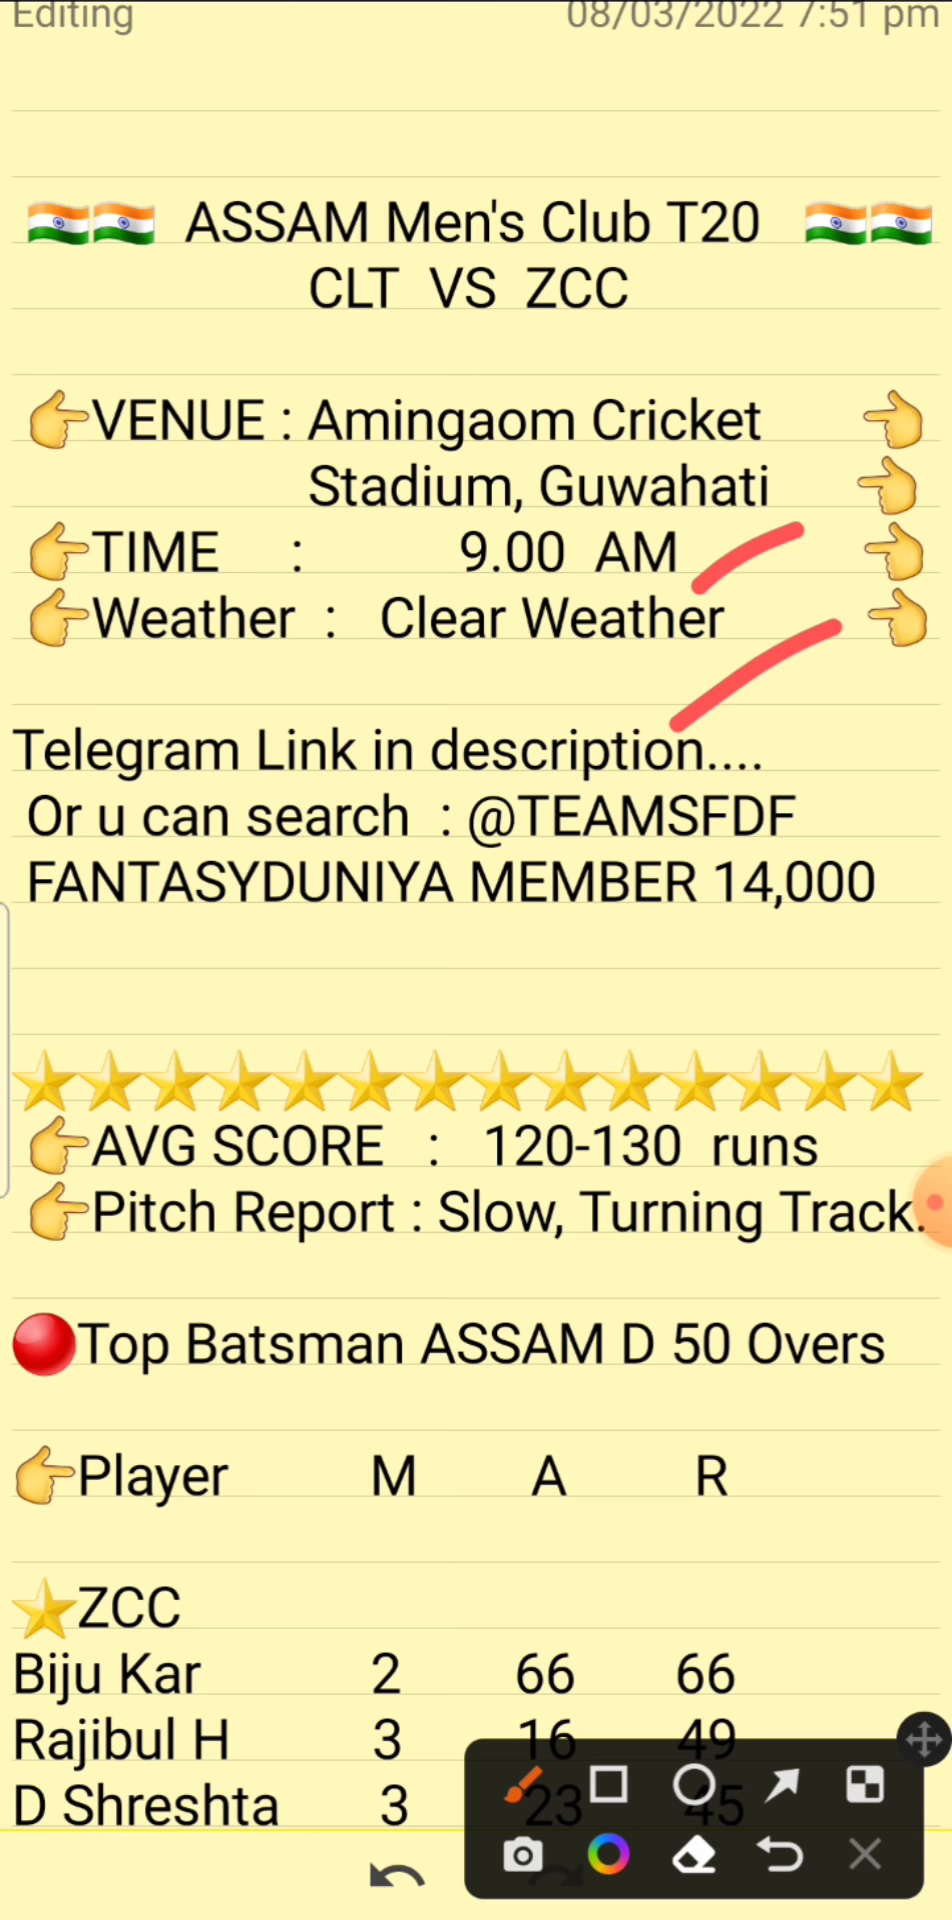 Editing 08/03/2022 7:51 pm
🇮🇳🇮🇳 ASSAM Men's Club T20 🇮🇳🇮🇳
CLT VS ZCC
👉VENUE : Amingaom Cricket 👈
Stadium, Guwahati 👈
👉TIME : 9.00 AM 👈
👉Weather : Clear Weather 👈
Telegram Link in description....
Or u can search : @TEAMSFDF
FANTASYDUNIYA MEMBER 14,000
⭐⭐⭐⭐⭐⭐⭐⭐⭐⭐⭐⭐⭐⭐
👉AVG SCORE : 120-130 runs
👉Pitch Report : Slow, Turning Track.
🔴Top Batsman ASSAM D 50 Overs
👉Player M A R
⭐ZCC
Biju Kar 2 66 66
Rajibul H 3 16 49
D Shreshta 3 23 45